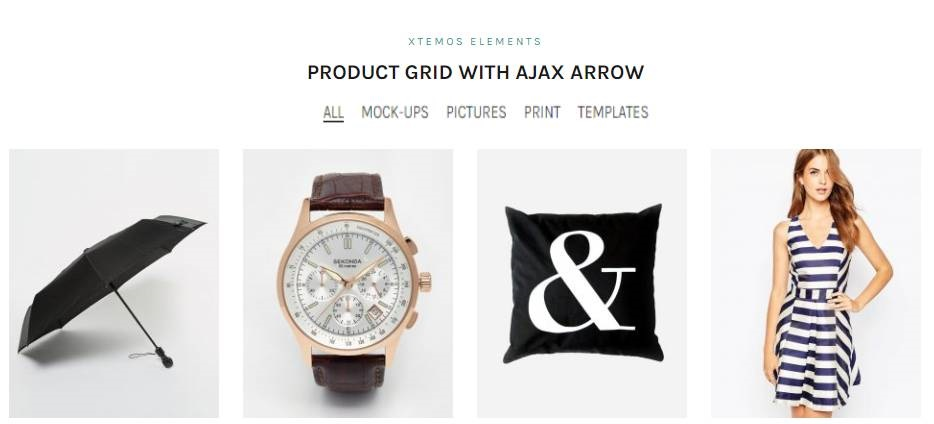 XTEMOS ELEMENTS
PRODUCT GRID WITH AJAX ARROW
ALL MOCK-UPS PICTURES PRINT TEMPLATES
SEKONDA
&